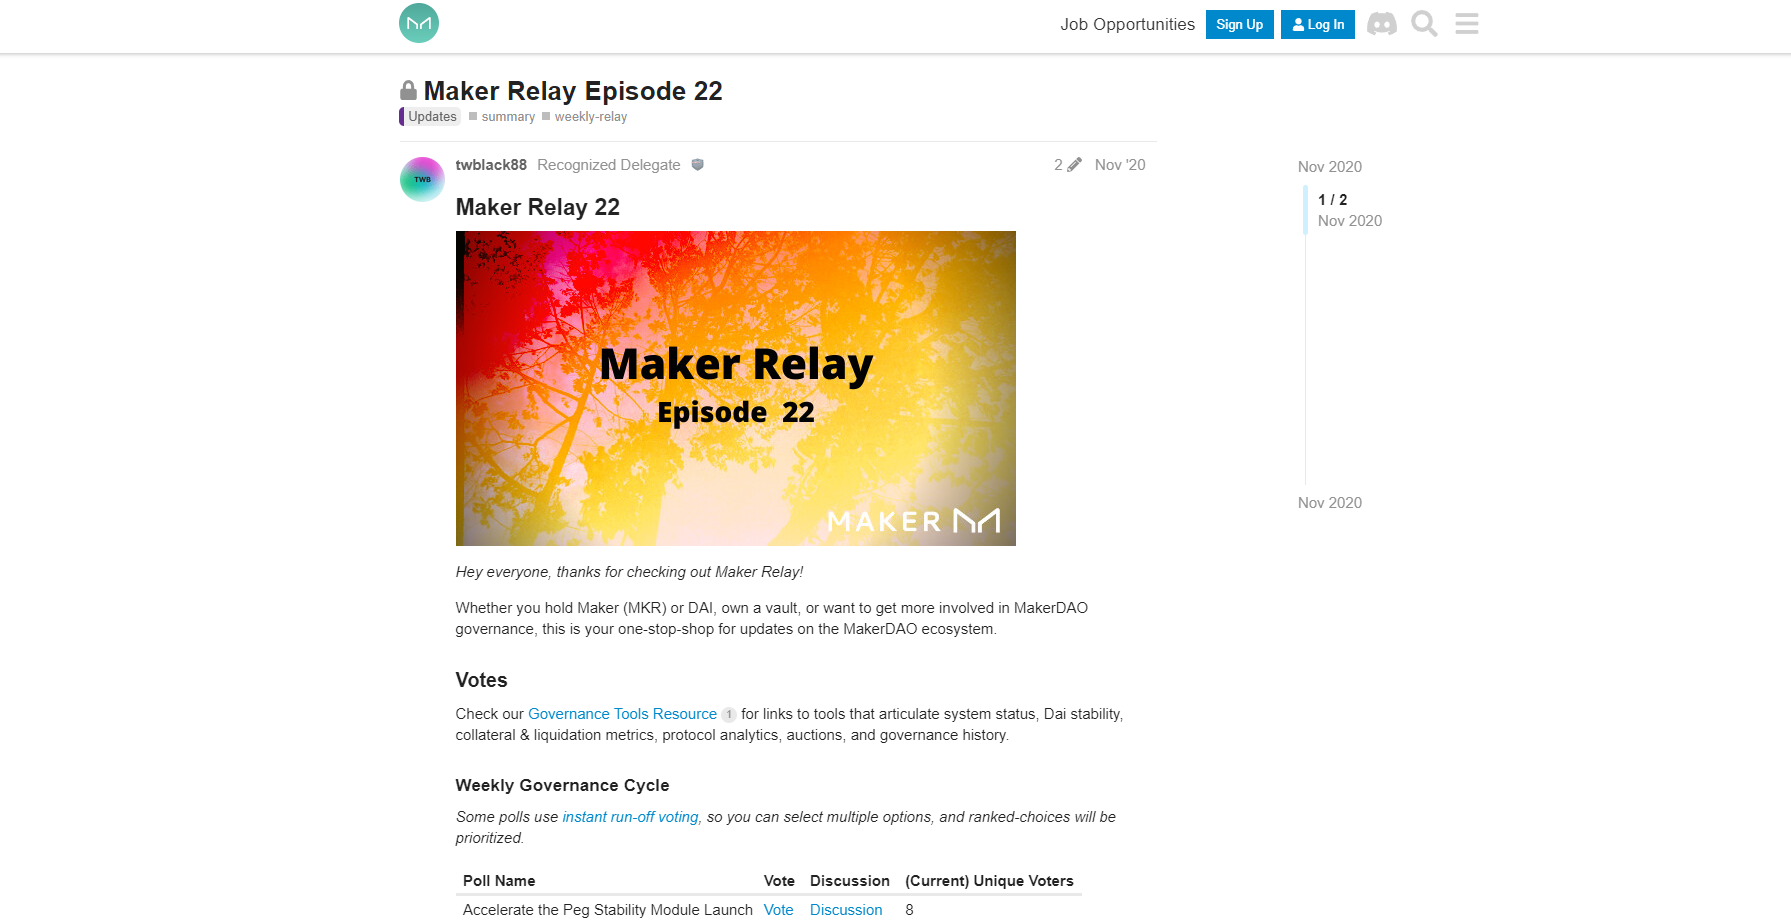 Job Opportunities Sign Up Log In
Maker Relay Episode 22
Updates summary weekly-relay
twblack88 Recognized Delegate 2 Nov '20
TWB
Maker Relay 22
Maker Relay
Episode 22
MAKER
Hey everyone, thanks for checking out Maker Relay!
Whether you hold Maker (MKR) or DAI, own a vault, or want to get more involved in MakerDAO
governance, this is your one-stop-shop for updates on the MakerDAO ecosystem.
Votes
Check our Governance Tools Resource 1 for links to tools that articulate system status, Dai stability,
collateral & liquidation metrics, protocol analytics, auctions, and governance history.
Weekly Governance Cycle
Some polls use instant run-off voting, so you can select multiple options, and ranked-choices will be
prioritized.
Poll Name Vote Discussion (Current) Unique Voters
Accelerate the Peg Stability Module Launch Vote Discussion 8
Nov 2020
1 / 2
Nov 2020
Nov 2020